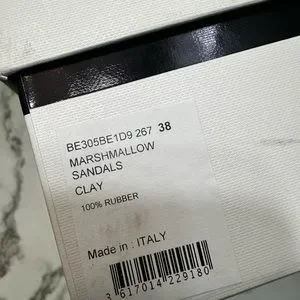 BE305BE1D9 267 38
MARSHMALLOW
SANDALS
CLAY
100% RUBBER
Made in : ITALY
3 617014 229180